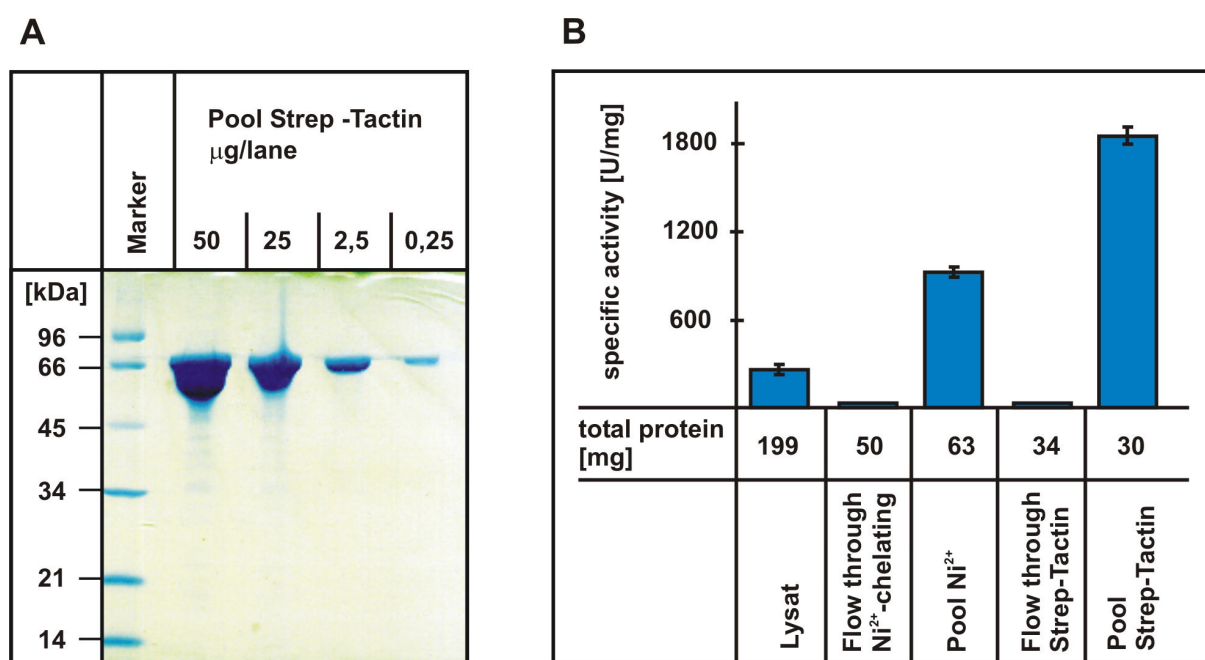 A
Marker
Pool Strep -Tactin
µg/lane
50 25 2,5 0,25
[kDa]
96
66
45
34
21
14
B
specific activity [U/mg]
1800
1200
600
total protein
[mg]
199 50 63 34 30
Lysat
Flow through
Ni²⁺-chelating
Pool Ni²⁺
Flow through
Strep-Tactin
Pool
Strep-Tactin